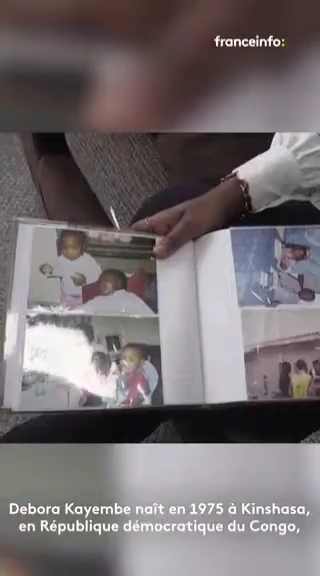 franceinfo:
Debora Kayembe naît en 1975 à Kinshasa,
en République démocratique du Congo,